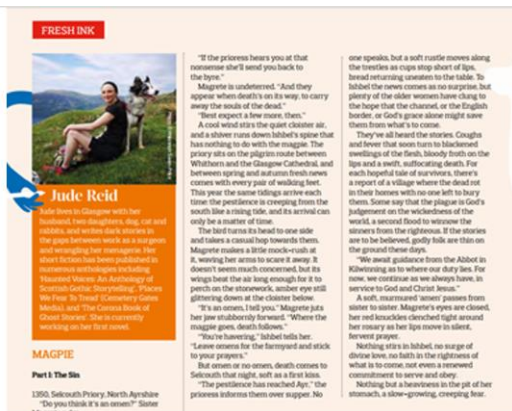 FRESH INK
Jude Reid
Jude lives in Glasgow with her
husband, two daughters, dog, cat and
rabbits, and writes dark stories in
the gaps between work as a surgeon
and wrangling her menagerie. Her
short fiction has been published in
numerous anthologies including
'Haunted Voices: An Anthology of
Scottish Gothic Storytelling', 'Places
We Fear To Tread' (Cemetery Gates
Media), and 'The Corona Book of
Ghost Stories'. She is currently
working on her first novel.
MAGPIE
Part I: The Sin
1350, Selcouth Priory, North Ayrshire
"Do you think it's an omen?" Sister
"If the prioress hears you at that
nonsense she'll send you back to
the byre."
Magrete is undeterred. "And they
appear when death's on its way, to carry
away the souls of the dead."
"Best expect a few more, then."
A cool wind stirs the quiet cloister air,
and a shiver runs down Ishbel's spine that
has nothing to do with the magpie. The
priory sits on the pilgrim route between
Whithorn and the Glasgow Cathedral, and
between spring and autumn fresh news
comes with every pair of walking feet.
This year the same tidings arrive each
time: the pestilence is creeping from the
south like a rising tide, and its arrival can
only be a matter of time.
The bird turns its head to one side
and takes a casual hop towards them.
Magrete makes a little mock-rush at
it, waving her arms to scare it away. It
doesn't seem much concerned, but its
wings beat the air long enough for it to
perch on the stonework, amber eye still
glittering down at the cloister below.
"It's an omen, I tell you." Magrete juts
her jaw stubbornly forward. "Where the
magpie goes, death follows."
"You're havering," Ishbel tells her.
"Leave omens for the farmyard and stick
to your prayers."
But omen or no omen, death comes to
Selcouth that night, soft as a first kiss.
"The pestilence has reached Ayr," the
prioress informs them over supper. No
one speaks, but a soft rustle moves along
the trestles as cups stop short of lips,
bread returning uneaten to the table. To
Ishbel the news comes as no surprise, but
plenty of the older women have clung to
the hope that the channel, or the English
border, or God's grace alone might save
them from what's to come.
They've all heard the stories. Coughs
and fever that soon turn to blackened
swellings of the flesh, bloody froth on the
lips and a swift, suffocating death. For
each hopeful tale of survivors, there's
a report of a village where the dead rot
in their homes with no-one left to bury
them. Some say that the plague is God's
judgement on the wickedness of the
world, a second flood to winnow the
sinners from the righteous. If the stories
are to be believed, godly folk are thin on
the ground these days.
"We await guidance from the Abbot in
Kilwinning as to where our duty lies. For
now, we continue as we always have, in
service to God and Christ Jesus."
A soft, murmured 'amen' passes from
sister to sister. Magrete's eyes are closed,
her red knuckles clenched tight around
her rosary as her lips move in silent,
fervent prayer.
Nothing stirs in Ishbel, no surge of
divine love, no faith in the rightness of
what is to come, not even a renewed
commitment to serve and obey.
Nothing but a heaviness in the pit of her
stomach, a slow-growing, creeping fear.